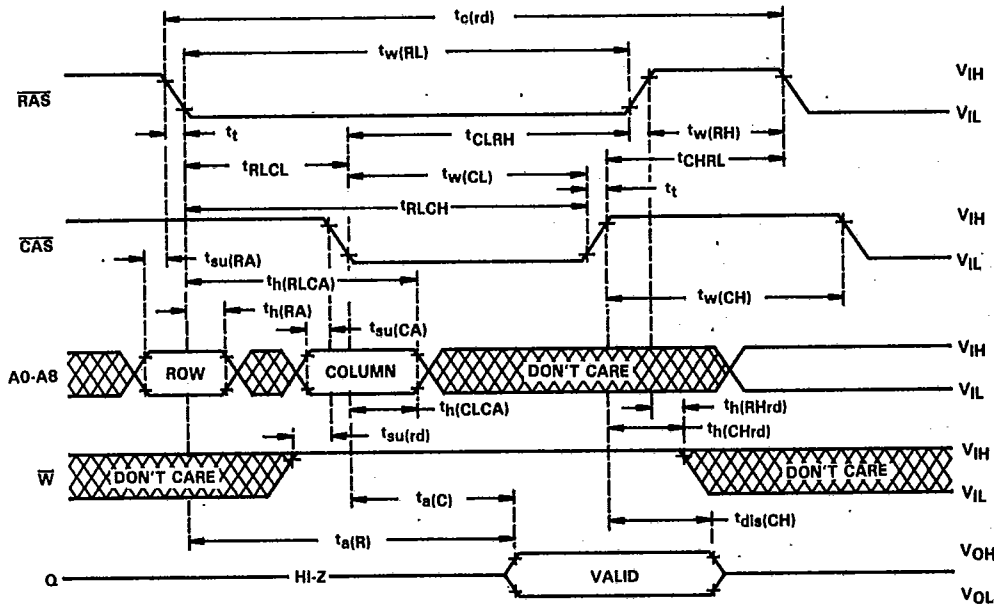 tc(rd)
tw(RL)
RAS
VIH
VIL
tt
tCLRH
tw(RH)
tRLCL
tCHRL
tw(CL)
tt
tRLCH
CAS
VIH
VIL
tsu(RA)
th(RLCA)
tw(CH)
th(RA)
tsu(CA)
A0-A8
ROW
COLUMN
DON'T CARE
VIH
VIL
th(CLCA)
th(RHrd)
tsu(rd)
th(CHrd)
W
DON'T CARE
DON'T CARE
VIH
VIL
ta(C)
tdis(CH)
ta(R)
Q
HI-Z
VALID
VOH
VOL